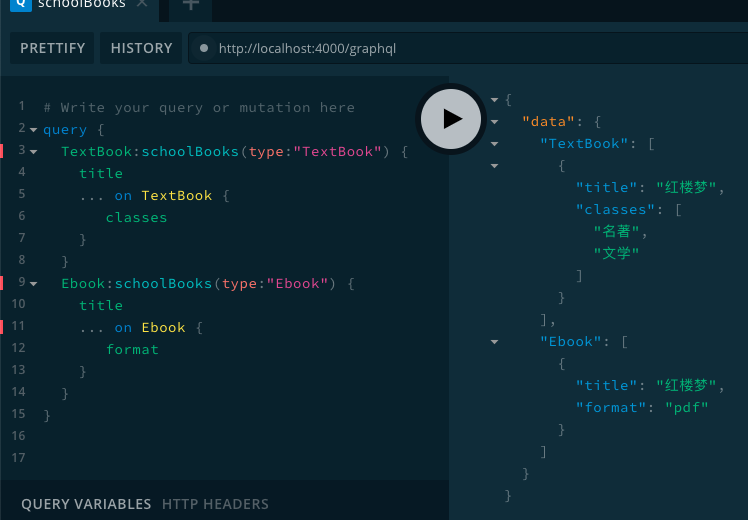 schoolBooks
PRETTIFY HISTORY http://localhost:4000/graphql
1 # Write your query or mutation here
2 query {
3 TextBook:schoolBooks(type:"TextBook") {
4 title
5 ... on TextBook {
6 classes
7 }
8 }
9 Ebook:schoolBooks(type:"Ebook") {
10 title
11 ... on Ebook {
12 format
13 }
14 }
15 }
16
17
QUERY VARIABLES HTTP HEADERS
{
"data": {
"TextBook": [
{
"title": "红楼梦",
"classes": [
"名著",
"文学"
]
}
],
"Ebook": [
{
"title": "红楼梦",
"format": "pdf"
}
]
}
}